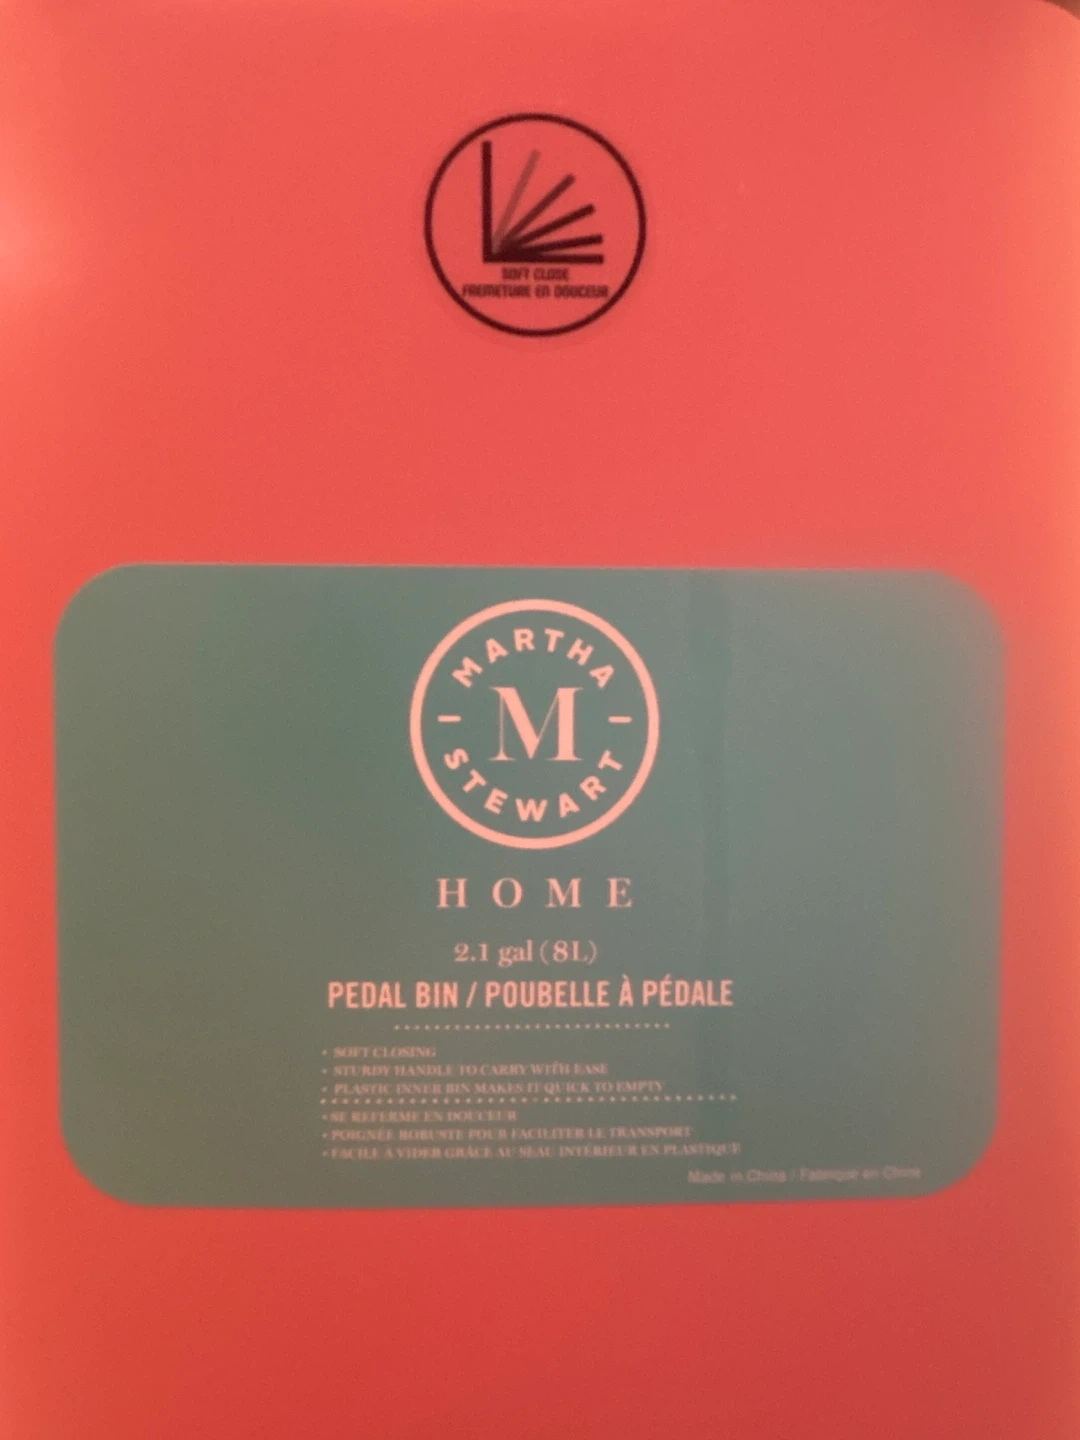 SOFT CLOSE
FREMETURE EN DOUCEUR
MARTHA
M
STEWART
HOME
2.1 gal (8L)
PEDAL BIN / POUBELLE À PÉDALE
• SOFT CLOSING
• STURDY HANDLE TO CARRY WITH EASE
• PLASTIC INNER BIN MAKES IT QUICK TO EMPTY
• SE REFERME EN DOUCEUR
• POIGNÉE ROBUSTE POUR FACILITER LE TRANSPORT
• FACILE À VIDER GRÂCE AU SEAU INTÉRIEUR EN PLASTIQUE
Made in China / Fabriqué en Chine